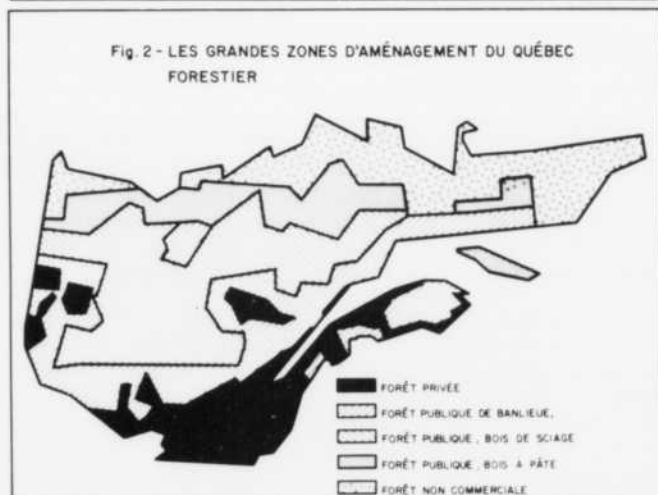 Fig. 2 - LES GRANDES ZONES D'AMÉNAGEMENT DU QUÉBEC
FORESTIER
FORÊT PRIVÉE
FORÊT PUBLIQUE DE BANLIEUE,
FORÊT PUBLIQUE, BOIS DE SCIAGE
FORÊT PUBLIQUE, BOIS À PÂTE
FORÊT NON COMMERCIALE